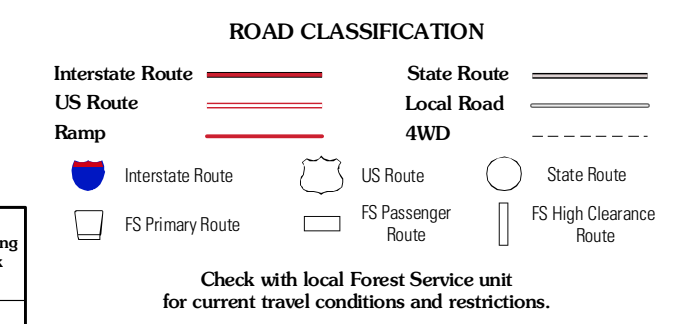 ROAD CLASSIFICATION
Interstate Route
State Route
US Route
Local Road
Ramp
4WD
Interstate Route
US Route
State Route
FS Primary Route
FS Passenger
Route
FS High Clearance
Route
Check with local Forest Service unit
for current travel conditions and restrictions.